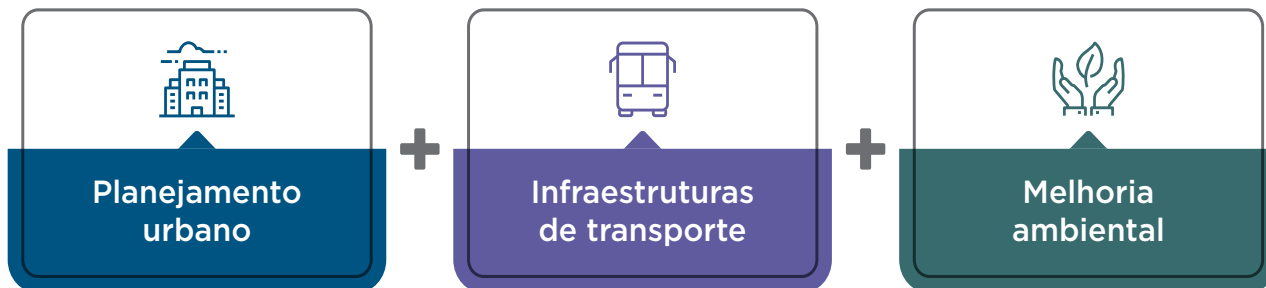 Planejamento
urbano
Infraestruturas
de transporte
Melhoria
ambiental